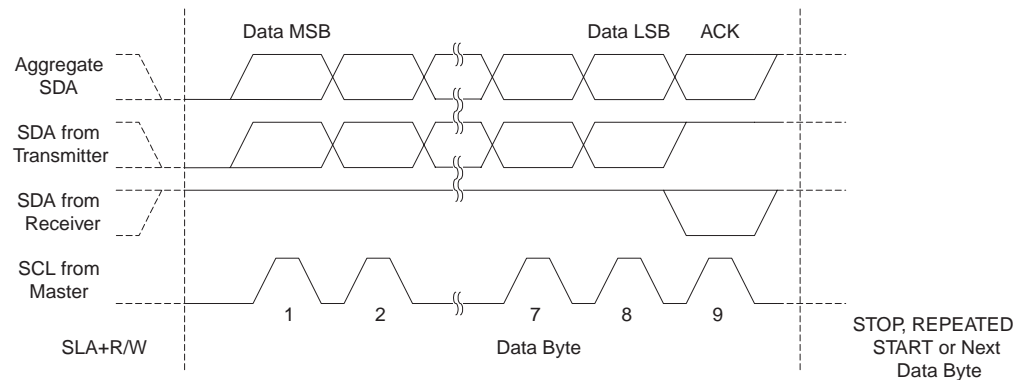 Data MSB
Data LSB
ACK
Aggregate
SDA
SDA from
Transmitter
SDA from
Receiver
SCL from
Master
1
2
7
8
9
SLA+R/W
Data Byte
STOP, REPEATED
START or Next
Data Byte